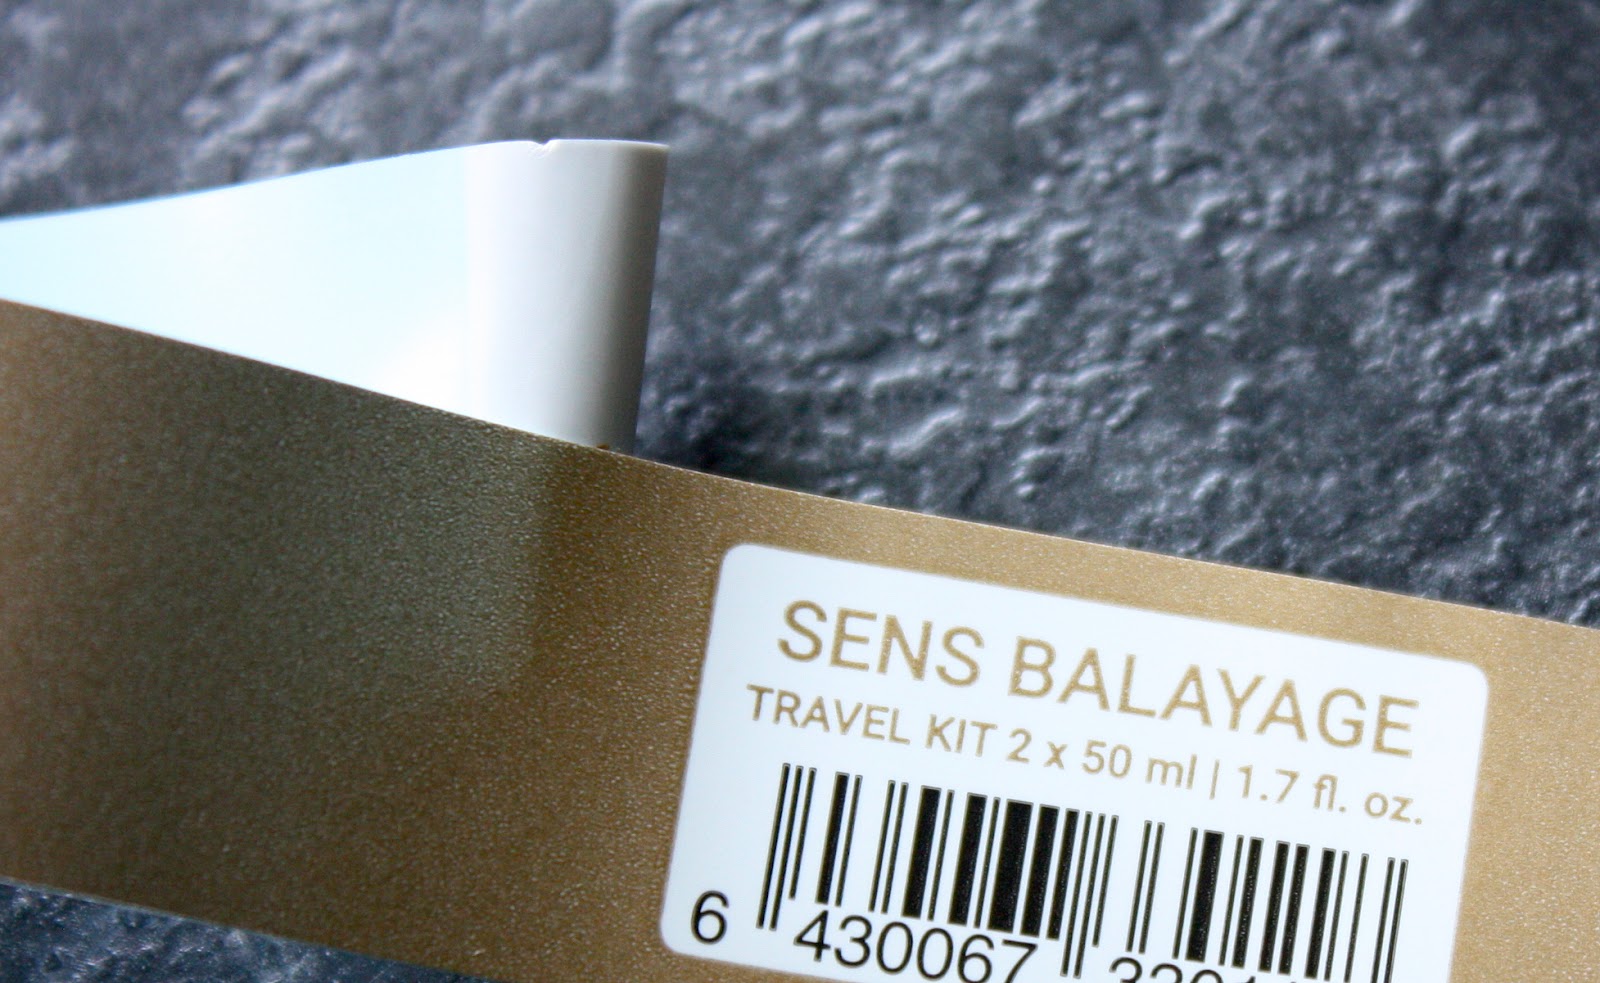 SENS BALAYAGE
TRAVEL KIT 2 x 50 ml | 1.7 fl. oz.
6 430067